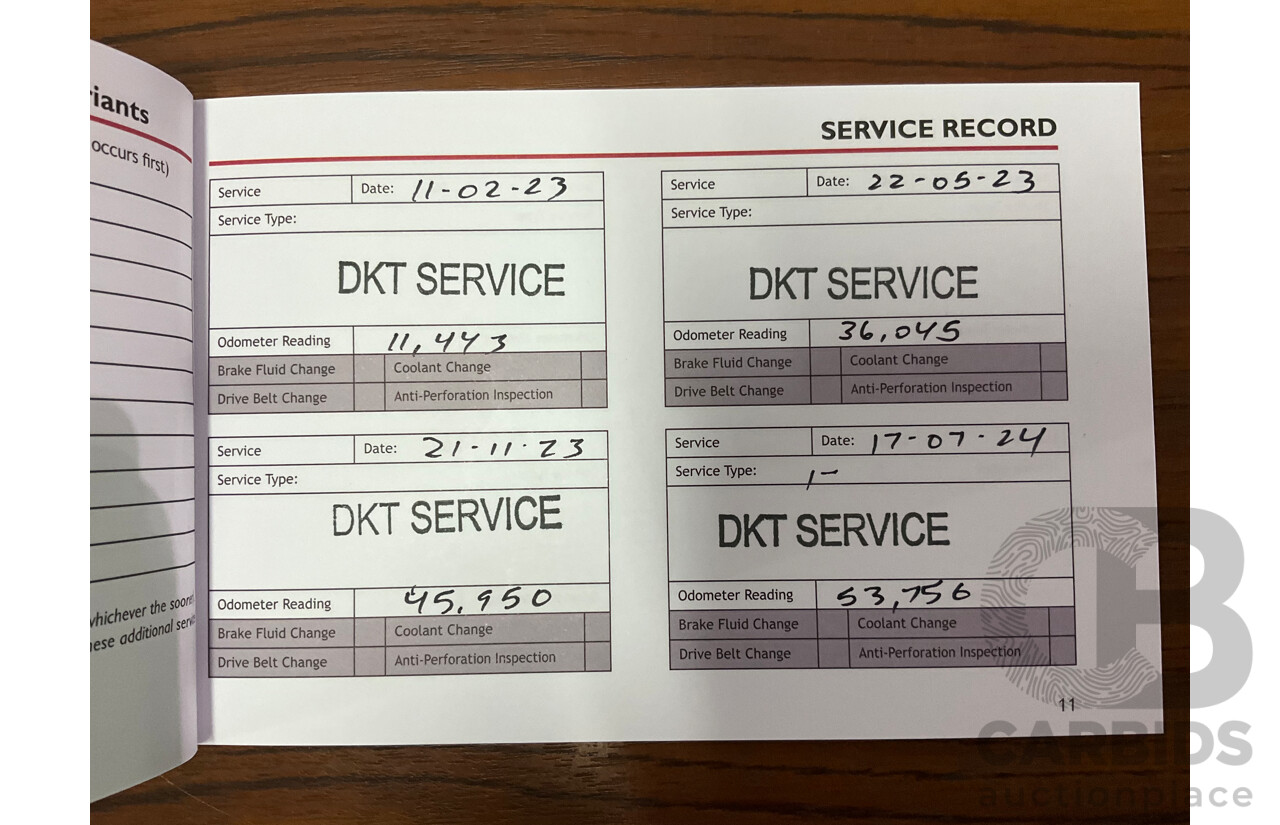 riants
occurs first)
whichever the soone
ese additional serv
SERVICE RECORD
Service Date: 11-02-23
Service Type:
DKT SERVICE
Odometer Reading 11,443
Brake Fluid Change Coolant Change
Drive Belt Change Anti-Perforation Inspection
Service Date: 22-05-23
Service Type:
DKT SERVICE
Odometer Reading 36,045
Brake Fluid Change Coolant Change
Drive Belt Change Anti-Perforation Inspection
Service Date: 21-11-23
Service Type:
DKT SERVICE
Odometer Reading 45,950
Brake Fluid Change Coolant Change
Drive Belt Change Anti-Perforation Inspection
Service Date: 17-07-24
Service Type:
DKT SERVICE
Odometer Reading 53,756
Brake Fluid Change Coolant Change
Drive Belt Change Anti-Perforation Inspection
11
CB
CARBIDS
auctionplace